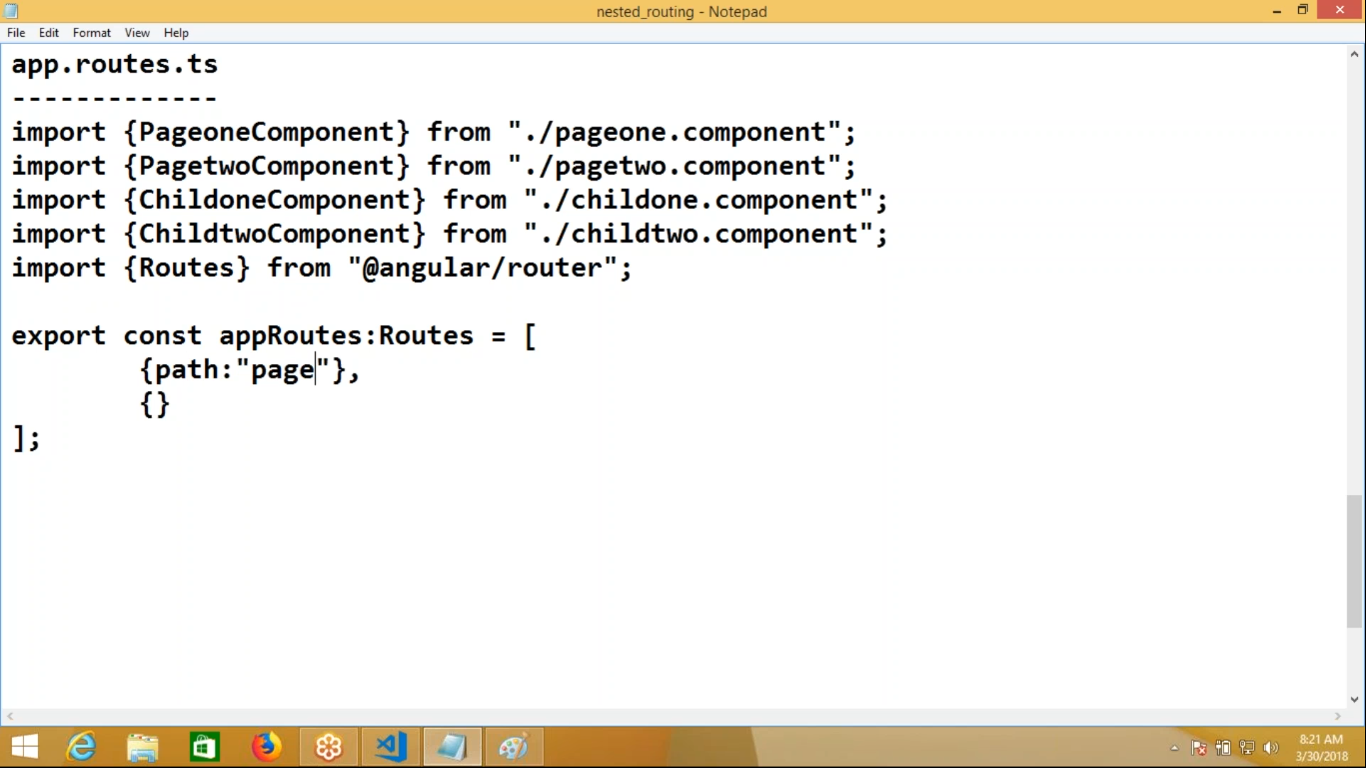 nested_routing - Notepad
File Edit Format View Help
app.routes.ts
-------------
import {PageoneComponent} from "./pageone.component";
import {PagetwoComponent} from "./pagetwo.component";
import {ChildoneComponent} from "./childone.component";
import {ChildtwoComponent} from "./childtwo.component";
import {Routes} from "@angular/router";
export const appRoutes:Routes = [
{path:"page"},
{}
];
8:21 AM
3/30/2018